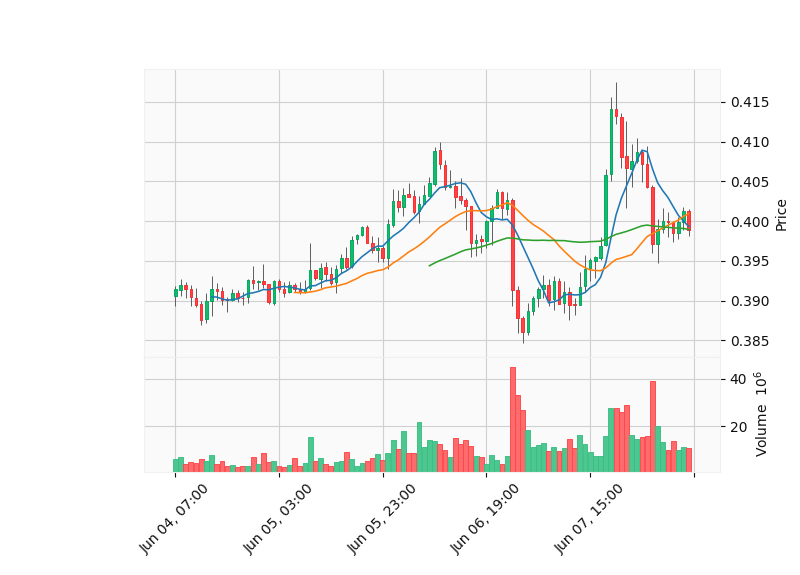 0.415
0.410
0.405
0.400
0.395
0.390
0.385
Price
40
20
Volume 10^6
Jun 04, 07:00
Jun 05, 03:00
Jun 05, 23:00
Jun 06, 19:00
Jun 07, 15:00